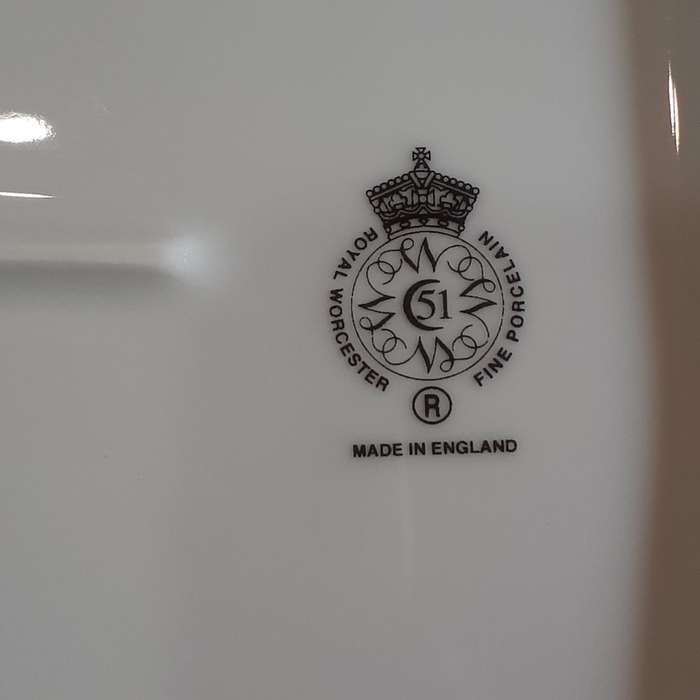 ROYAL WORCESTER
FINE PORCELAIN
51
R
MADE IN ENGLAND